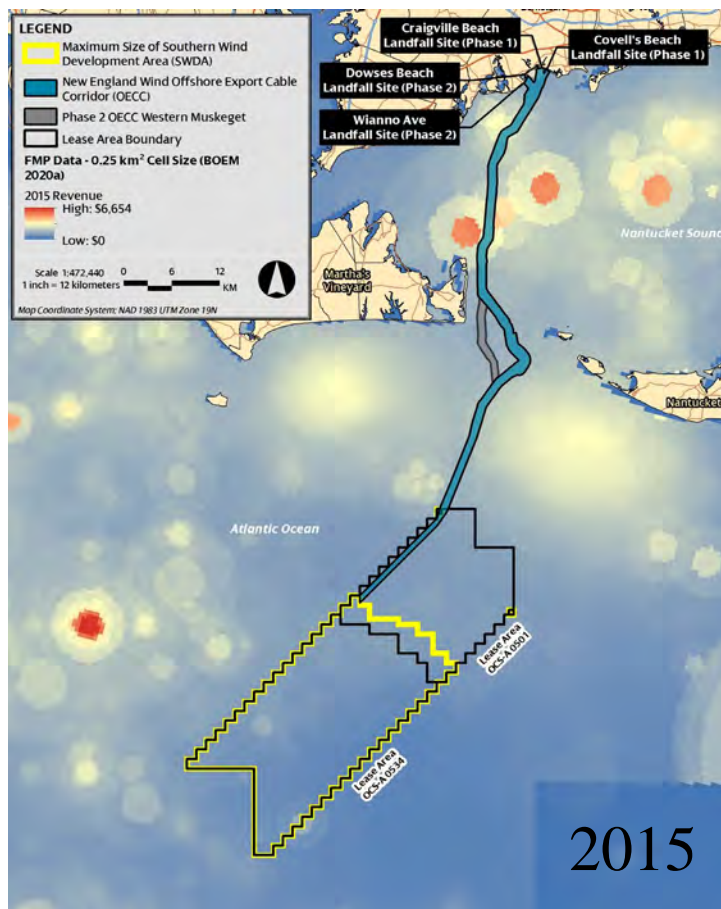 LEGEND
Maximum Size of Southern Wind
Development Area (SWDA)
New England Wind Offshore Export Cable
Corridor (OECC)
Phase 2 OECC Western Muskeget
Lease Area Boundary
FMP Data - 0.25 km² Cell Size (BOEM
2020a)
2015 Revenue
High: $6,654
Low: $0
Scale 1:472,440
1 inch = 12 kilometers
0 6 12
KM
Map Coordinate System: NAD 1983 UTM Zone 19N
Craigville Beach
Landfall Site (Phase 1)
Covell's Beach
Landfall Site (Phase 1)
Dowses Beach
Landfall Site (Phase 2)
Wianno Ave
Landfall Site (Phase 2)
Nantucket Sound
Martha's
Vineyard
Nantucket
Atlantic Ocean
Lease Area
OCS-A 0501
Lease Area
OCS-A 0534
2015